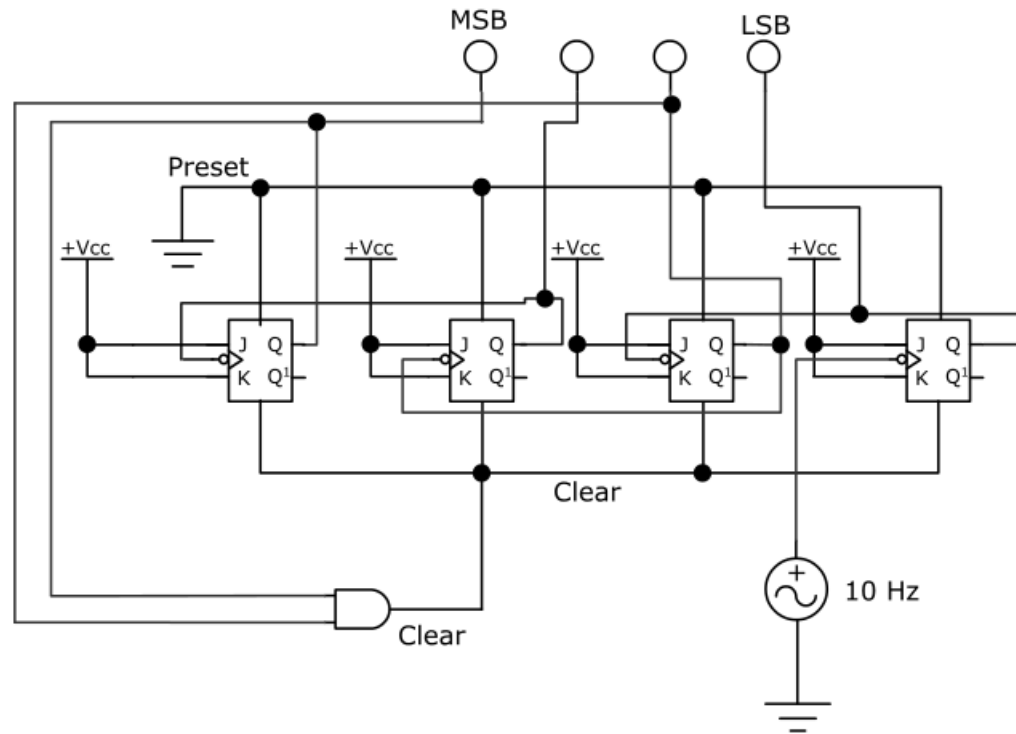 MSB
LSB
Preset
+Vcc
+Vcc
+Vcc
+Vcc
J Q
K Q¹
J Q
K Q¹
J Q
K Q¹
J Q
K Q¹
Clear
10 Hz
Clear